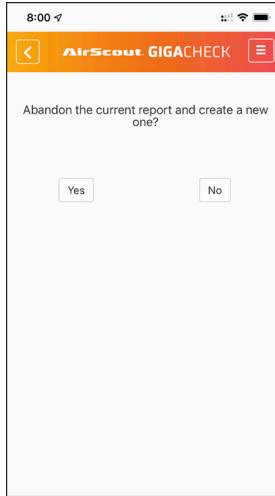 8:00
AirScout GIGACHECK
Abandon the current report and create a new
one?
Yes No